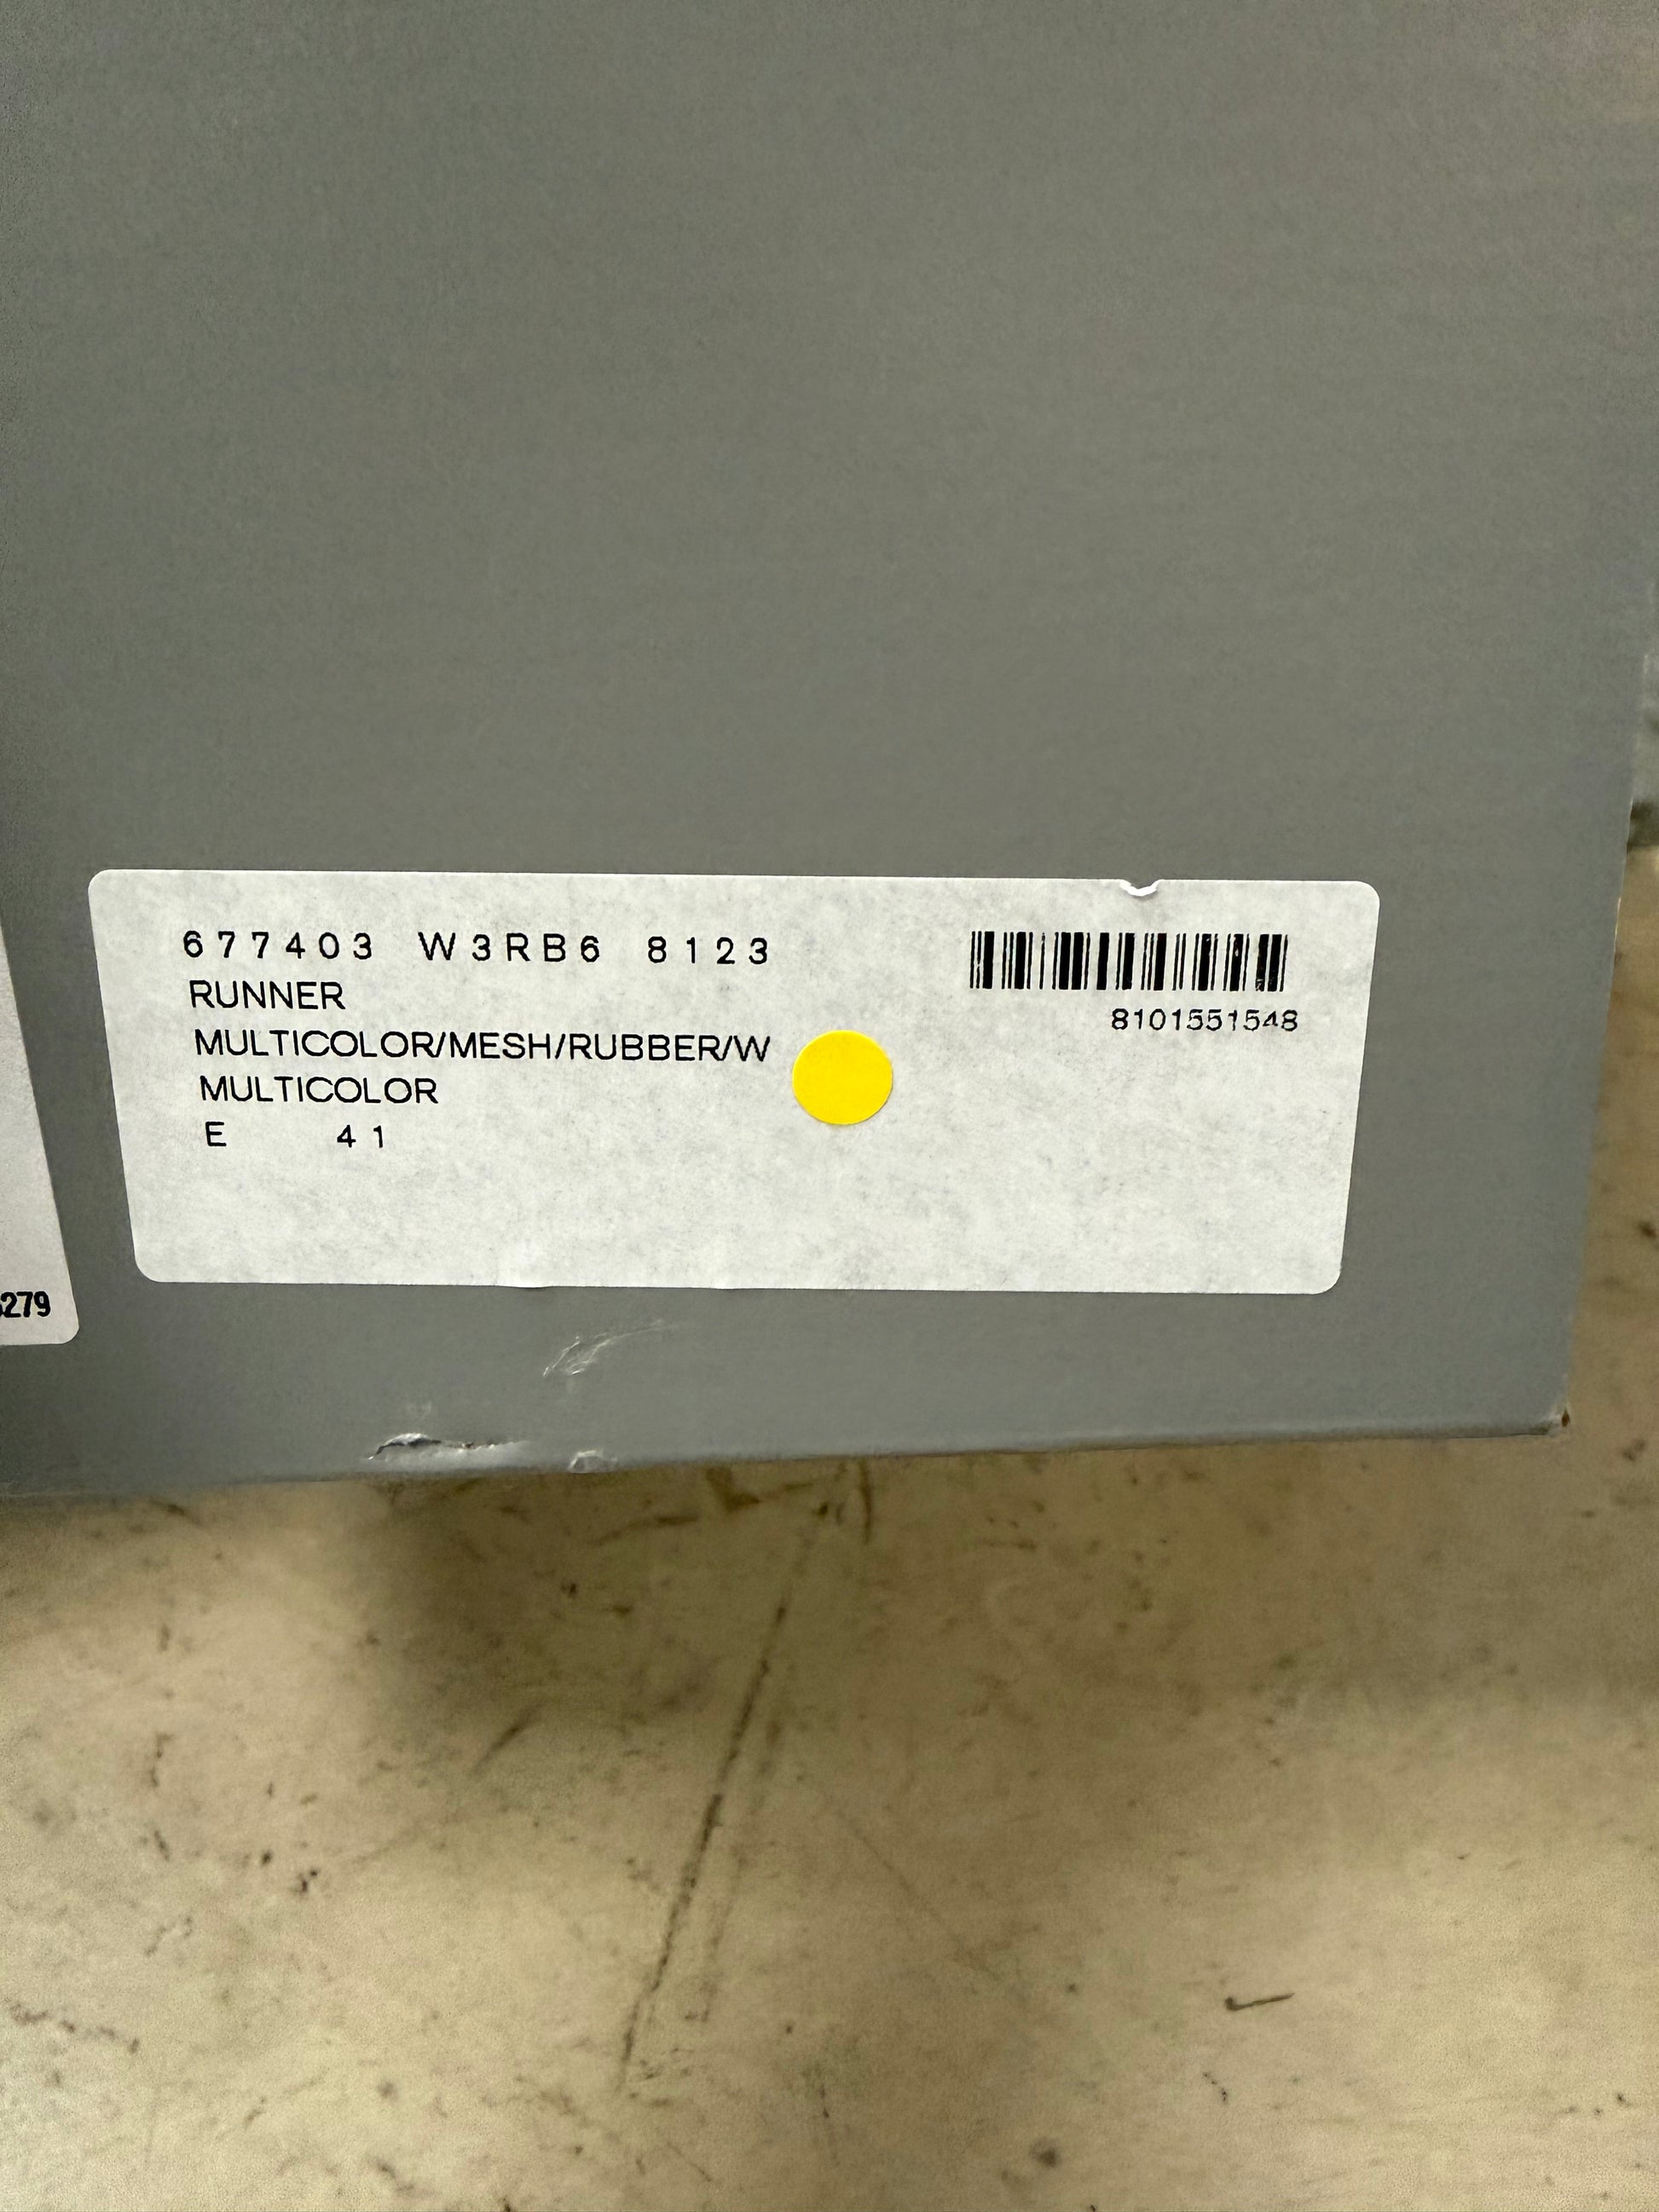 677403 W3RB6 8123
RUNNER
MULTICOLOR/MESH/RUBBER/W
MULTICOLOR
E 41
8101551548
279